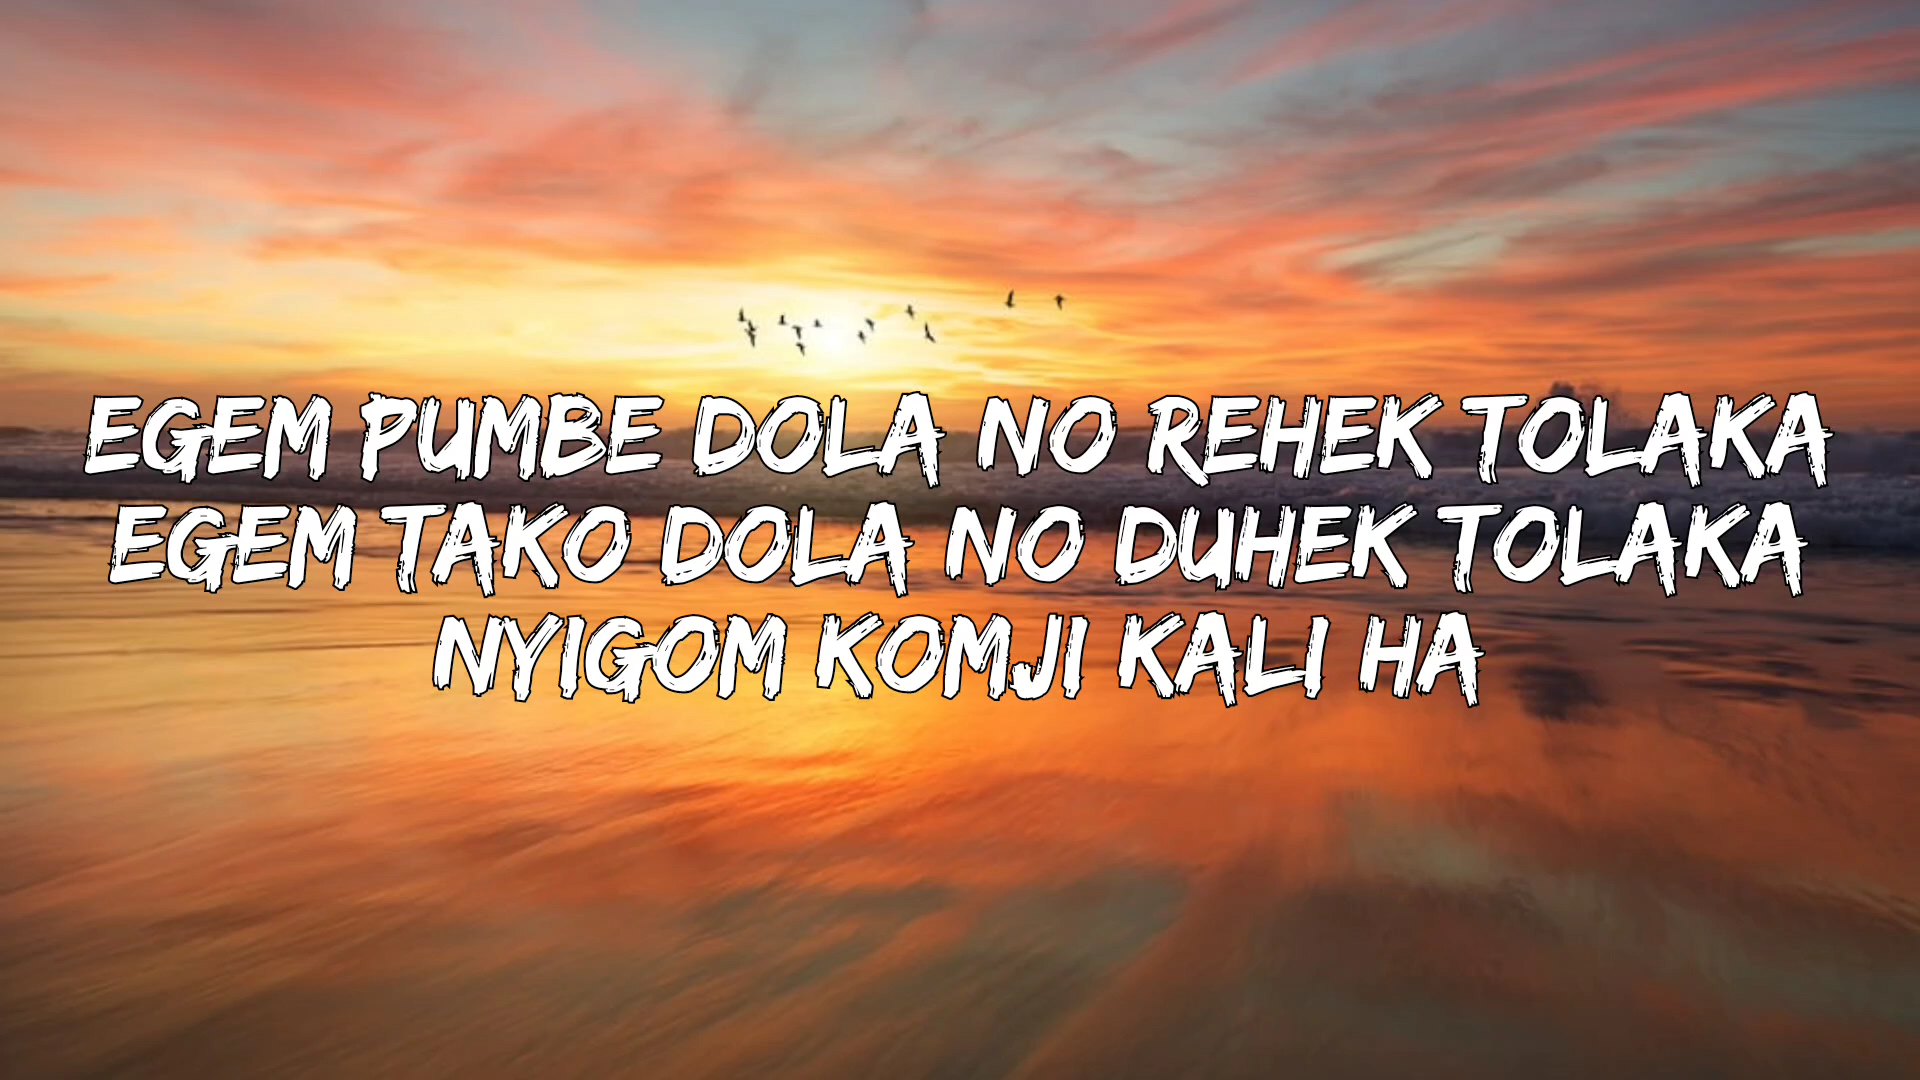 EGEM PUMBE DOLA NO REHEK TOLAKA
EGEM TAKO DOLA NO DUHEK TOLAKA
NYIGOM KOMJI KALI HA